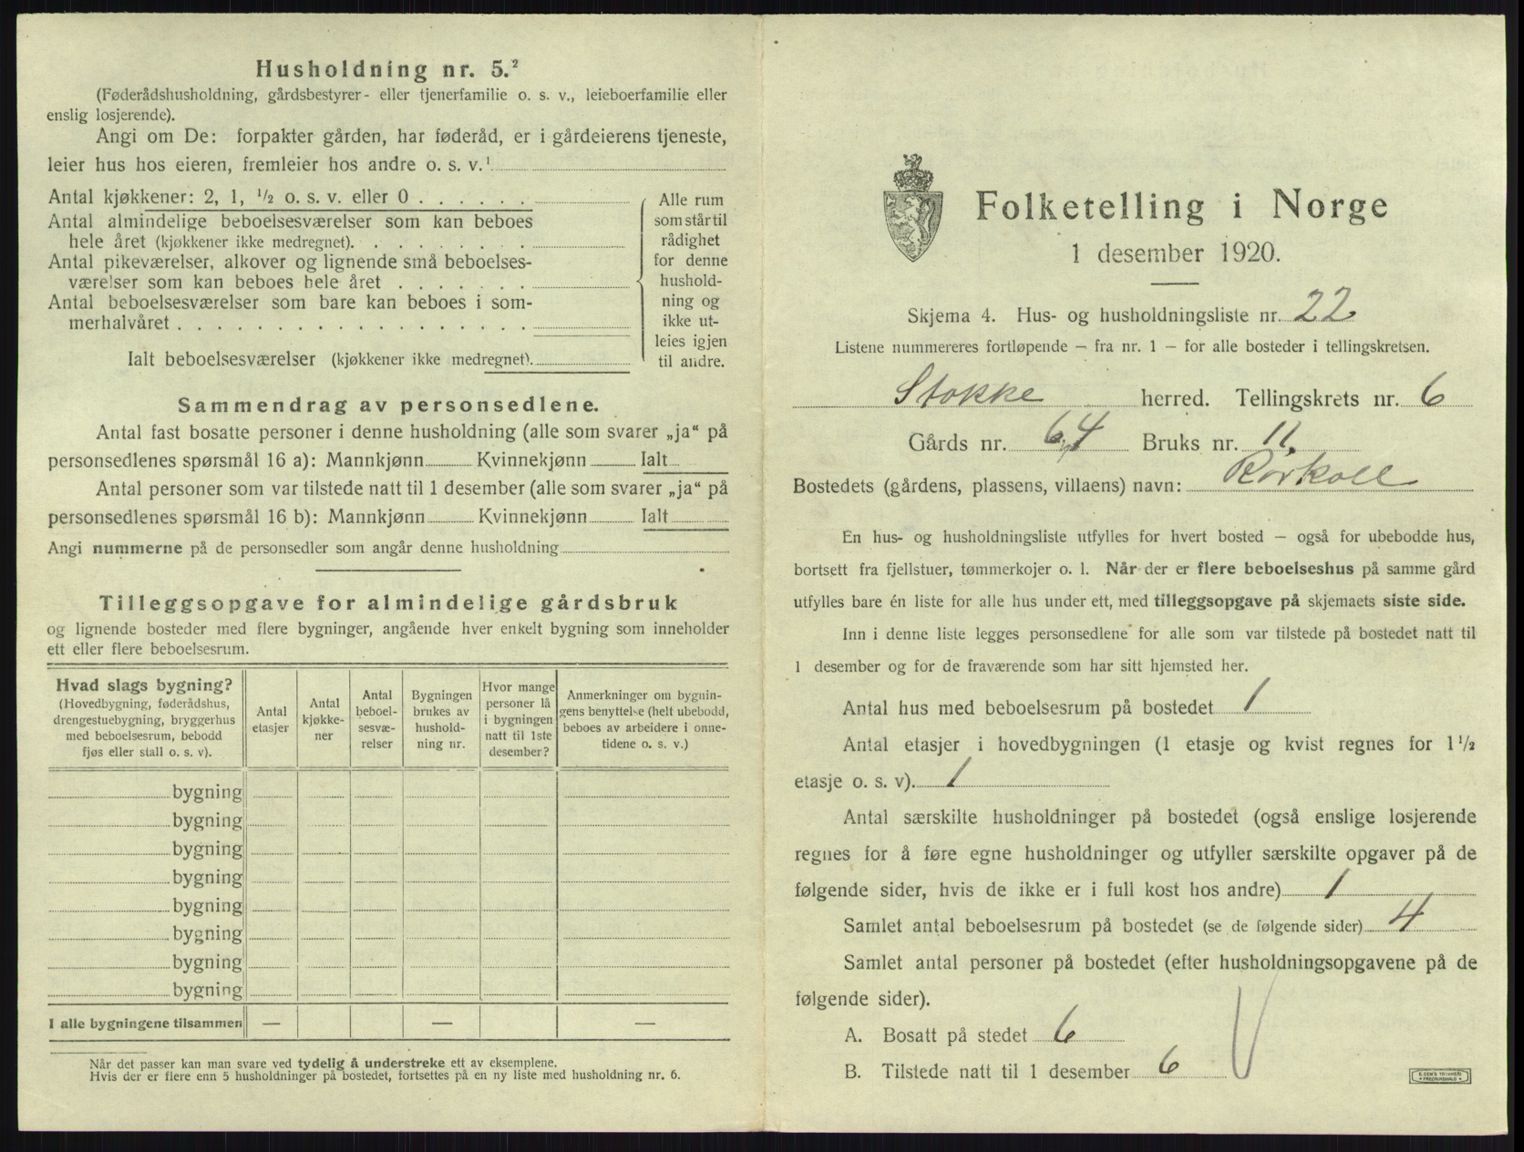 Husholdning nr. 5.²
(Føderådshusholdning, gårdsbestyrer- eller tjenerfamilie o. s. v., leieboerfamilie eller
enslig losjerende).
Angi om De: forpakter gården, har føderåd, er i gårdeierens tjeneste,
leier hus hos eieren, fremleier hos andre o. s. v.¹
Antal kjøkkener: 2, 1, ½ o. s. v. eller 0 . . . . . .
Antal almindelige beboelsesværelser som kan beboes
hele året (kjøkkener ikke medregnet). . . . . . . . .
Antal pikeværelser, alkover og lignende små beboelses-
værelser som kan beboes hele året . . . . . . .
Antal beboelsesværelser som bare kan beboes i som-
merhalvåret . . . . . . . . . . . . . . . . . .
Ialt beboelsesværelser (kjøkkener ikke medregnet).
Alle rum
som står til
rådighet
for denne
hushold-
ning og
ikke ut-
leies igjen
til andre.
Sammendrag av personsedlene.
Antal fast bosatte personer i denne husholdning (alle som svarer „ja“ på
personsedlenes spørsmål 16 a): Mannkjønn Kvinnekjønn Ialt
Antal personer som var tilstede natt til 1 desember (alle som svarer „ja“ på
personsedlenes spørsmål 16 b): Mannkjønn Kvinnekjønn Ialt
Angi nummerne på de personsedler som angår denne husholdning
Tilleggsopgave for almindelige gårdsbruk
og lignende bosteder med flere bygninger, angående hver enkelt bygning som inneholder
ett eller flere beboelsesrum.
Hvad slags bygning?
(Hovedbygning, føderådshus,
drengestuebygning, bryggerhus
med beboelsesrum, bebodd
fjøs eller stall o. s. v).
Antal
etasjer
Antal
kjøkke-
ner
Antal
beboel-
sesvæ-
relser
Bygningen
brukes av
hushold-
ning nr.
Hvor mange
personer lå
i bygningen
natt til 1ste
desember?
Anmerkninger om bygnin-
gens benyttelse (helt ubebodd,
beboes av arbeidere i onne-
tidene o. s. v.)
bygning
bygning
bygning
bygning
bygning
bygning
bygning
bygning
I alle bygningene tilsammen — — —
Når det passer kan man svare ved tydelig å understreke ett av eksemplene.
Hvis der er flere enn 5 husholdninger på bostedet, fortsettes på en ny liste med husholdning nr. 6.
Folketelling i Norge
1 desember 1920.
Skjema 4. Hus- og husholdningsliste nr. 22
Listene nummereres fortløpende — fra nr. 1 — for alle bosteder i tellingskretsen.
Stokke herred. Tellingskrets nr. 6
Gårds nr. 64 Bruks nr. 11.
Bostedets (gårdens, plassens, villaens) navn: Rørkoll
En hus- og husholdningsliste utfylles for hvert bosted — også for ubebodde hus,
bortsett fra fjellstuer, tømmerkojer o. l. Når der er flere beboelseshus på samme gård
utfylles bare én liste for alle hus under ett, med tilleggsopgave på skjemaets siste side.
Inn i denne liste legges personsedlene for alle som var tilstede på bostedet natt til
1 desember og for de fraværende som har sitt hjemsted her.
Antal hus med beboelsesrum på bostedet 1
Antal etasjer i hovedbygningen (1 etasje og kvist regnes for 1½
etasje o. s. v). 1
Antal særskilte husholdninger på bostedet (også enslige losjerende
regnes for å føre egne husholdninger og utfyller særskilte opgaver på de
følgende sider, hvis de ikke er i full kost hos andre) 1
Samlet antal beboelsesrum på bostedet (se de følgende sider) 4
Samlet antal personer på bostedet (efter husholdningsopgavene på de
følgende sider).
A. Bosatt på stedet 6
B. Tilstede natt til 1 desember 6